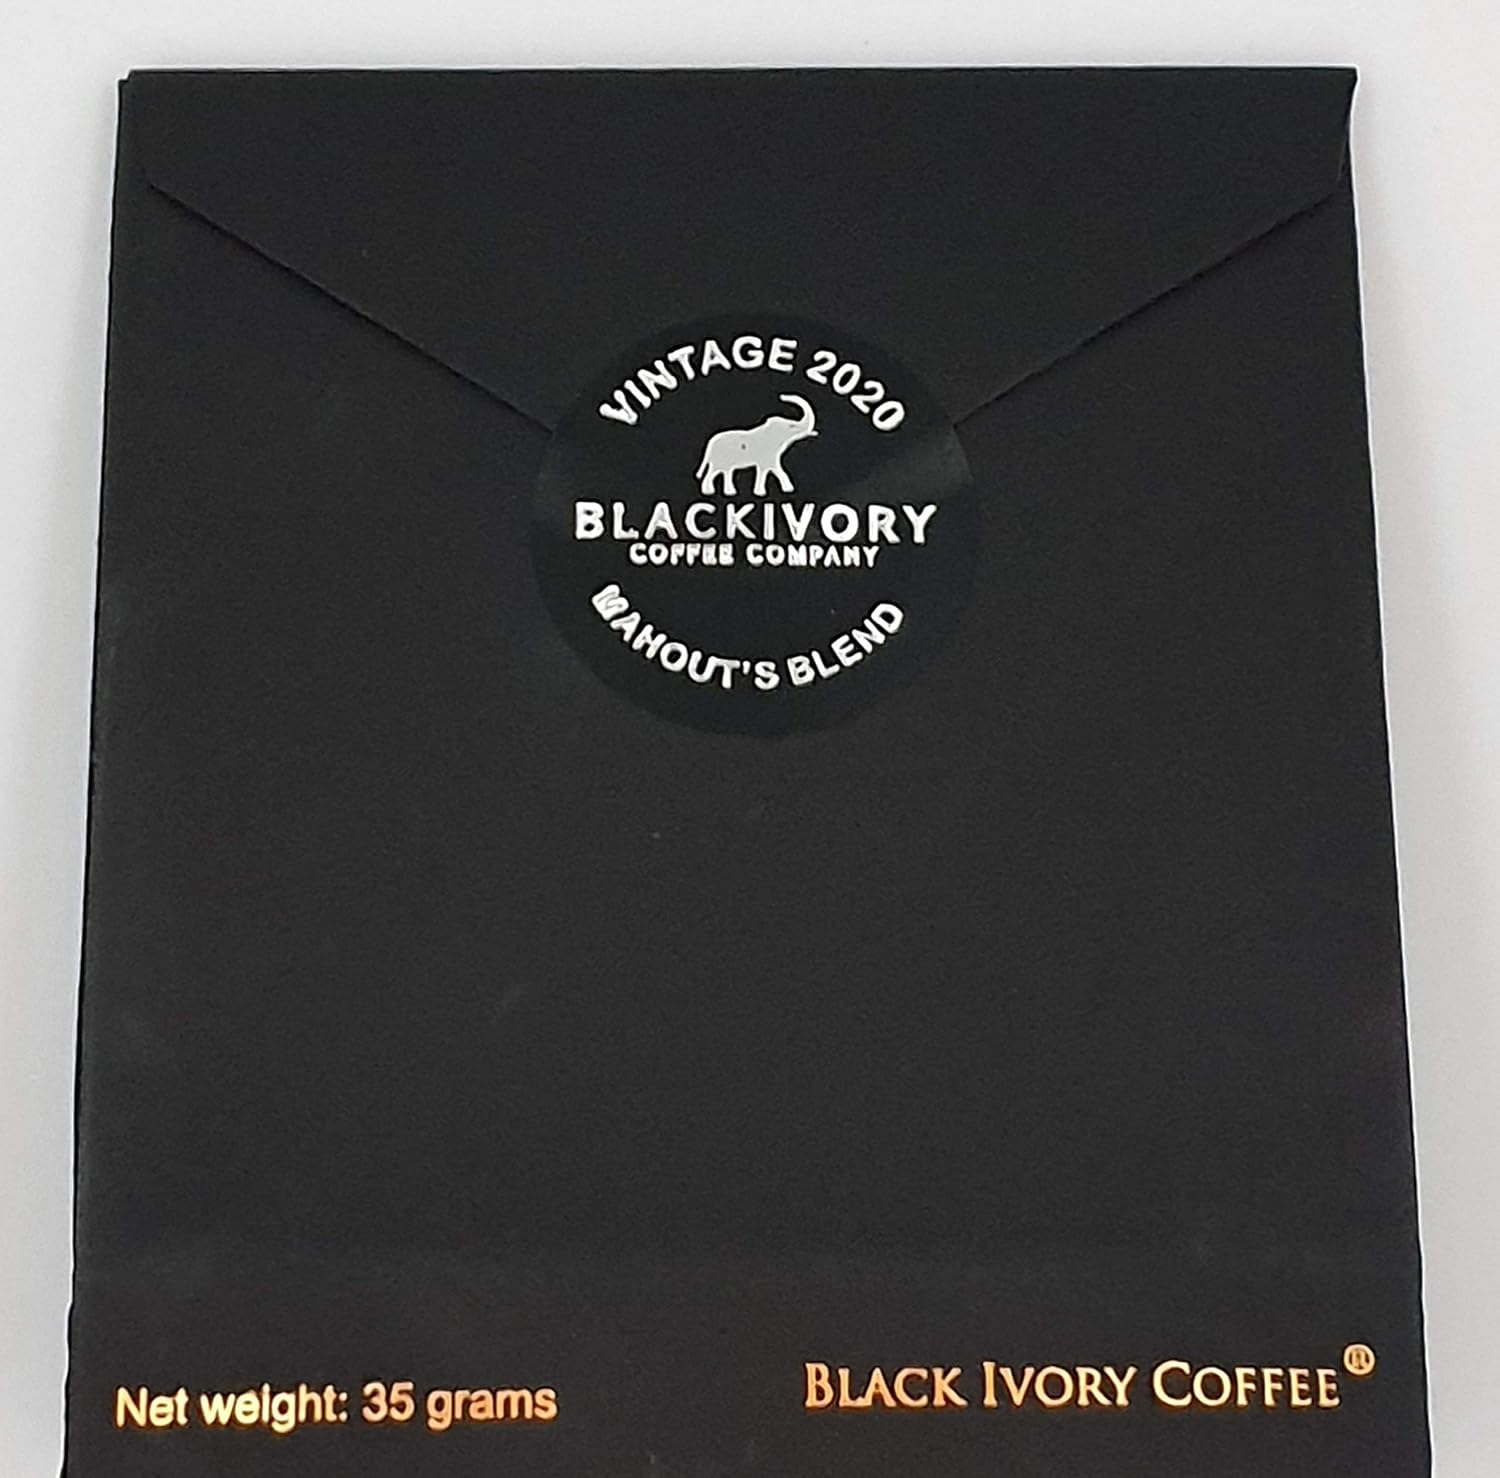 VINTAGE 2020
BLACKIVORY
COFFEE COMPANY
MAHOUT'S BLEND
Net weight: 35 grams
BLACK IVORY COFFEE®